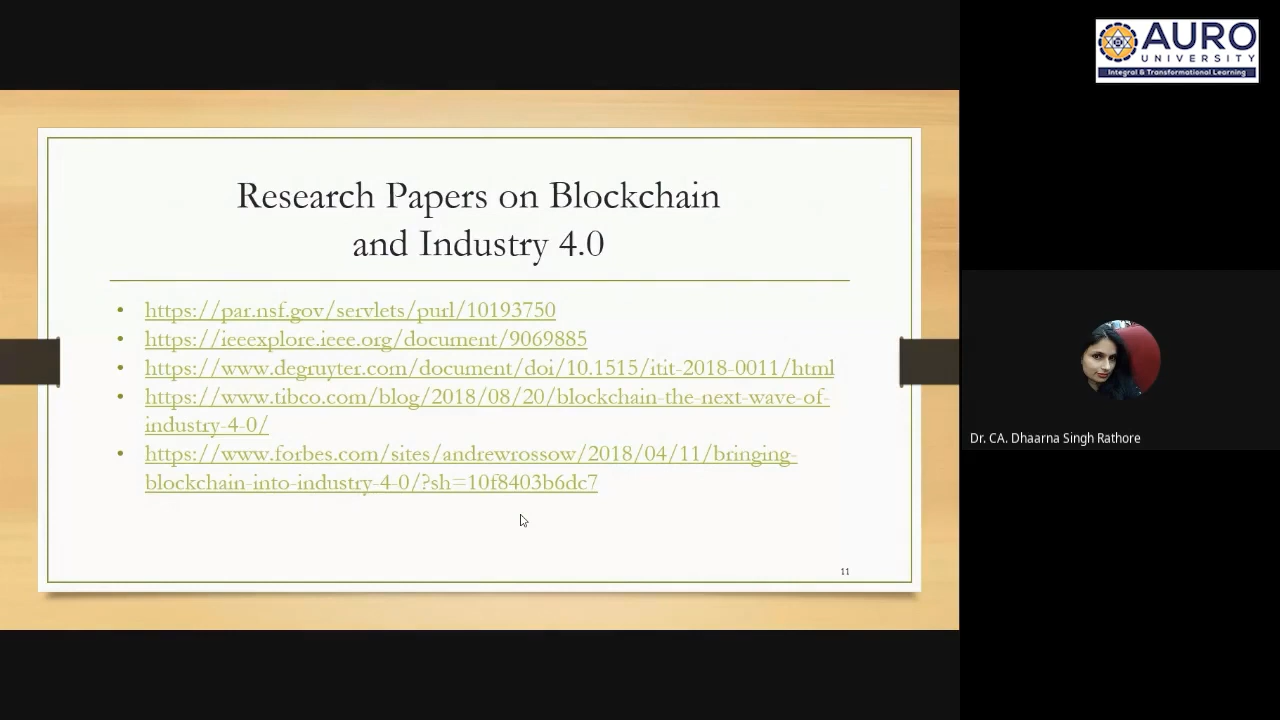 AURO
UNIVERSITY
Integral & Transformational Learning
Research Papers on Blockchain
and Industry 4.0
• https://par.nsf.gov/servlets/purl/10193750
• https://ieeexplore.ieee.org/document/9069885
• https://www.degruyter.com/document/doi/10.1515/itit-2018-0011/html
• https://www.tibco.com/blog/2018/08/20/blockchain-the-next-wave-of-
industry-4-0/
• https://www.forbes.com/sites/andrewrossow/2018/04/11/bringing-
blockchain-into-industry-4-0/?sh=10f8403b6dc7
11
Dr. CA. Dhaarna Singh Rathore